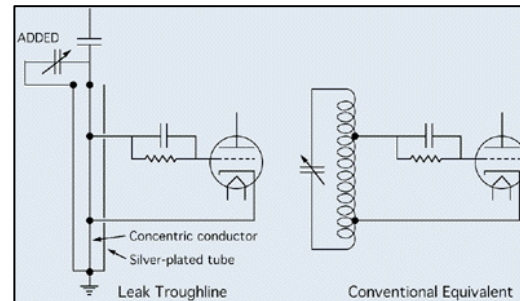 ADDED
Concentric conductor
Silver-plated tube
Leak Troughline
Conventional Equivalent